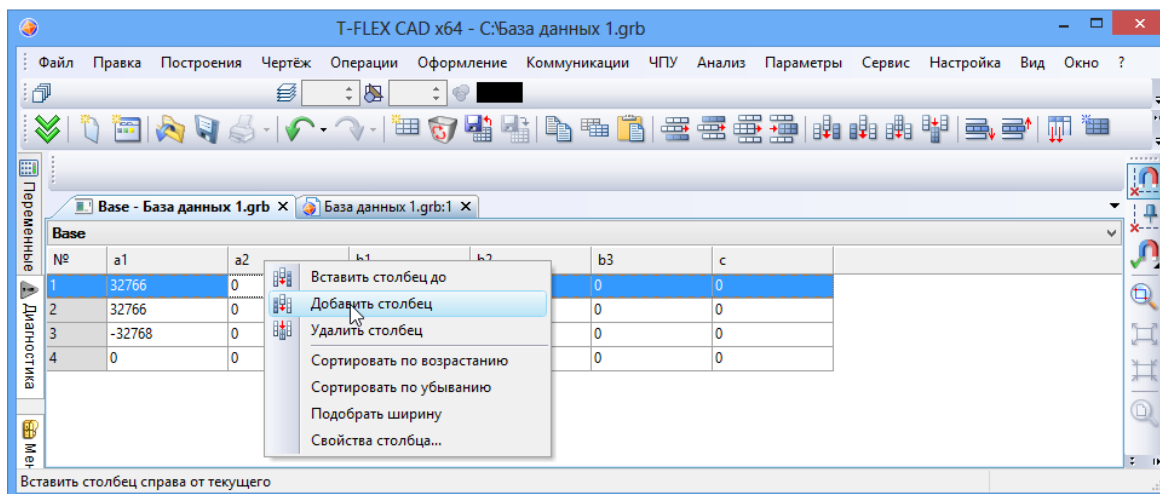 T-FLEX CAD x64 - C:\База данных 1.grb
Файл Правка Построения Чертёж Операции Оформление Коммуникации ЧПУ Анализ Параметры Сервис Настройка Вид Окно ?
Переменные
Диагностика
Base - База данных 1.grb База данных 1.grb:1
Base
№ a1 a2 b1 b2 b3 c
1 32766 0 0 0
2 32766 0 0 0
3 -32768 0 0 0
4 0 0 0 0
Вставить столбец до
Добавить столбец
Удалить столбец
Сортировать по возрастанию
Сортировать по убыванию
Подобрать ширину
Свойства столбца...
Вставить столбец справа от текущего